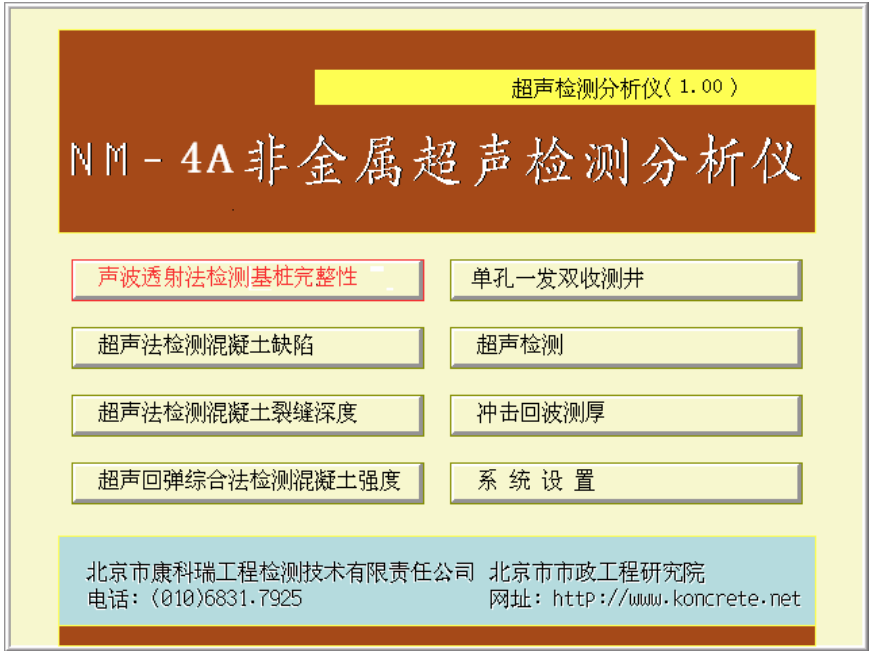 超声检测分析仪(1.00)
NM-4A非金属超声检测分析仪
声波透射法检测基桩完整性
单孔一发双收测井
超声法检测混凝土缺陷
超声检测
超声法检测混凝土裂缝深度
冲击回波测厚
超声回弹综合法检测混凝土强度
系 统 设 置
北京市康科瑞工程检测技术有限责任公司 北京市市政工程研究院
电话：(010)6831.7925 网址：http://www.koncrete.net